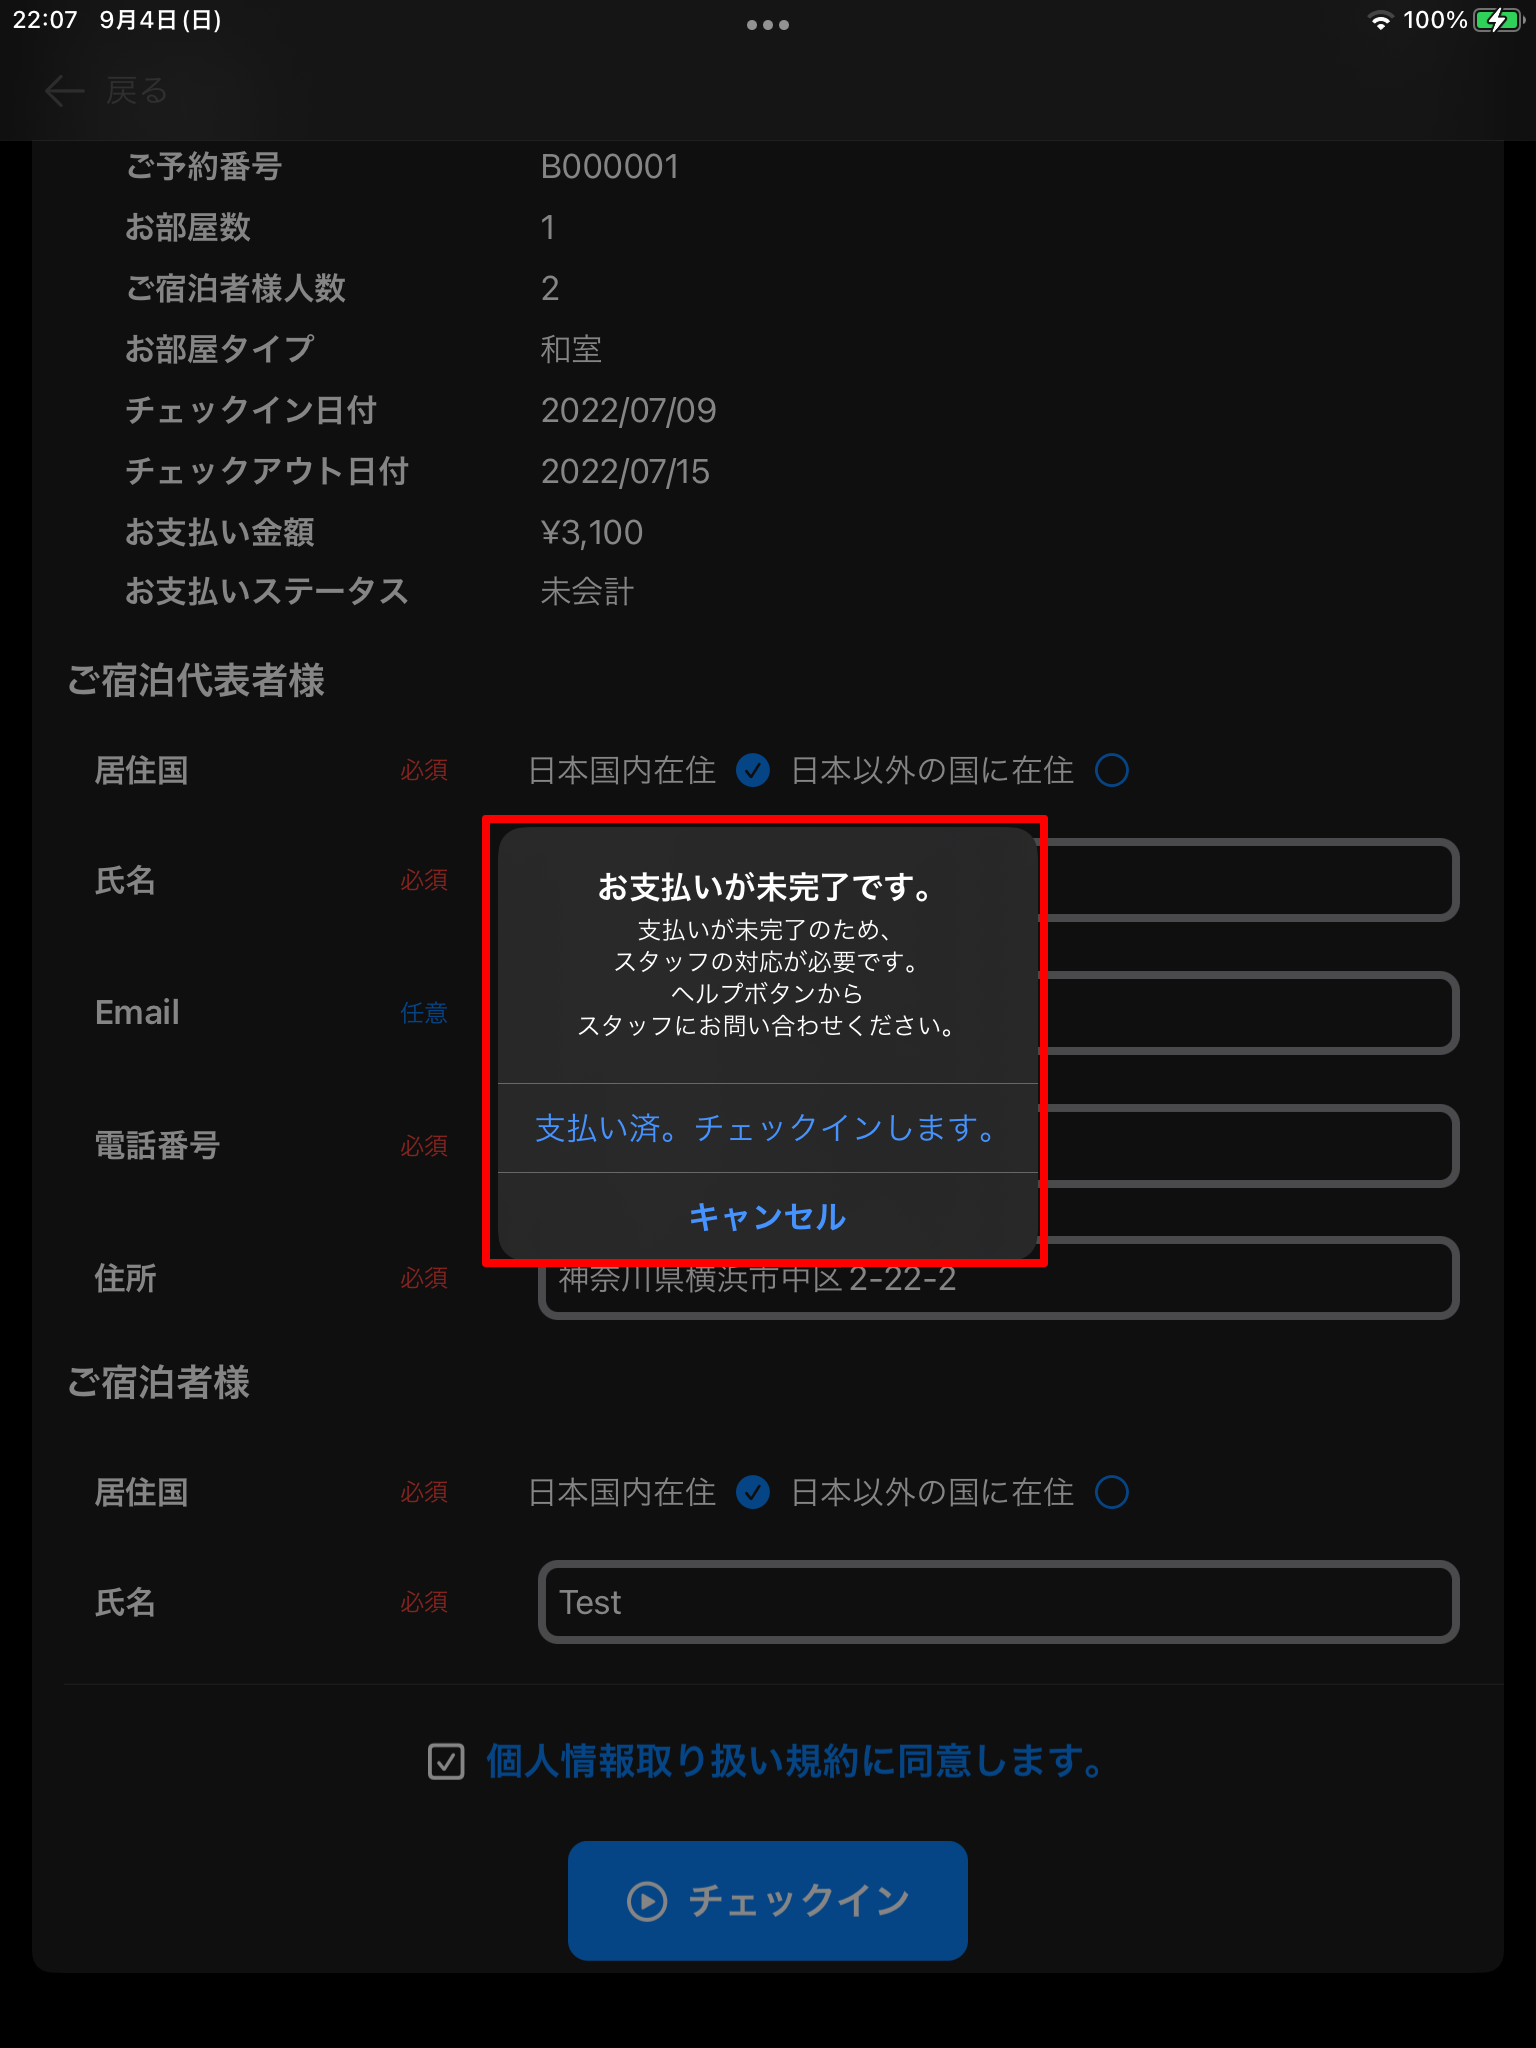 22:07 9月4日(日)
100%
戻る
ご予約番号 B000001
お部屋数 1
ご宿泊者様人数 2
お部屋タイプ 和室
チェックイン日付 2022/07/09
チェックアウト日付 2022/07/15
お支払い金額 ¥3,100
お支払いステータス 未会計
ご宿泊代表者様
居住国 必須 日本国内在住 日本以外の国に在住
氏名 必須
お支払いが未完了です。
支払いが未完了のため、
スタッフの対応が必要です。
ヘルプボタンから
スタッフにお問い合わせください。
Email 任意
支払い済。チェックインします。
電話番号 必須
キャンセル
住所 必須 神奈川県横浜市中区2-22-2
ご宿泊者様
居住国 必須 日本国内在住 日本以外の国に在住
氏名 必須 Test
個人情報取り扱い規約に同意します。
チェックイン